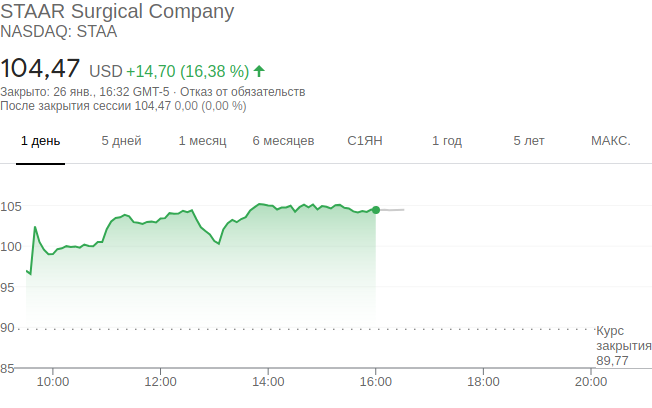 STAAR Surgical Company
NASDAQ: STAA
104,47 USD +14,70 (16,38 %)
Закрыто: 26 янв., 16:32 GMT-5 · Отказ от обязательств
После закрытия сессии 104,47 0,00 (0,00 %)
1 день 5 дней 1 месяц 6 месяцев С1ЯН 1 год 5 лет МАКС.
105
100
95
90
Курс
закрытия
89,77
85
10:00 12:00 14:00 16:00 18:00 20:00